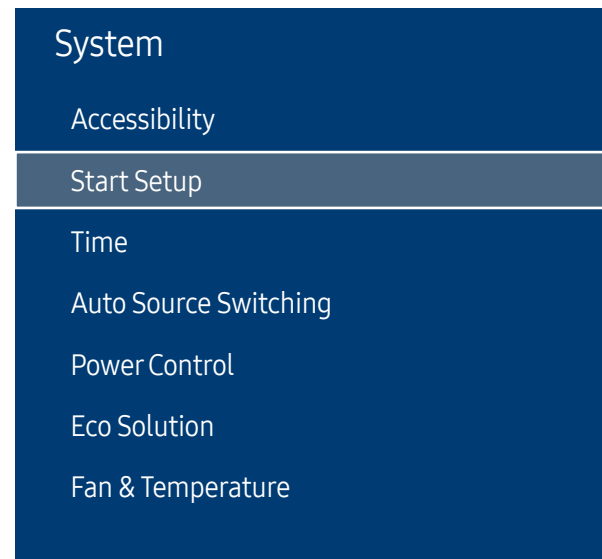 System
Accessibility
Start Setup
Time
Auto Source Switching
Power Control
Eco Solution
Fan & Temperature